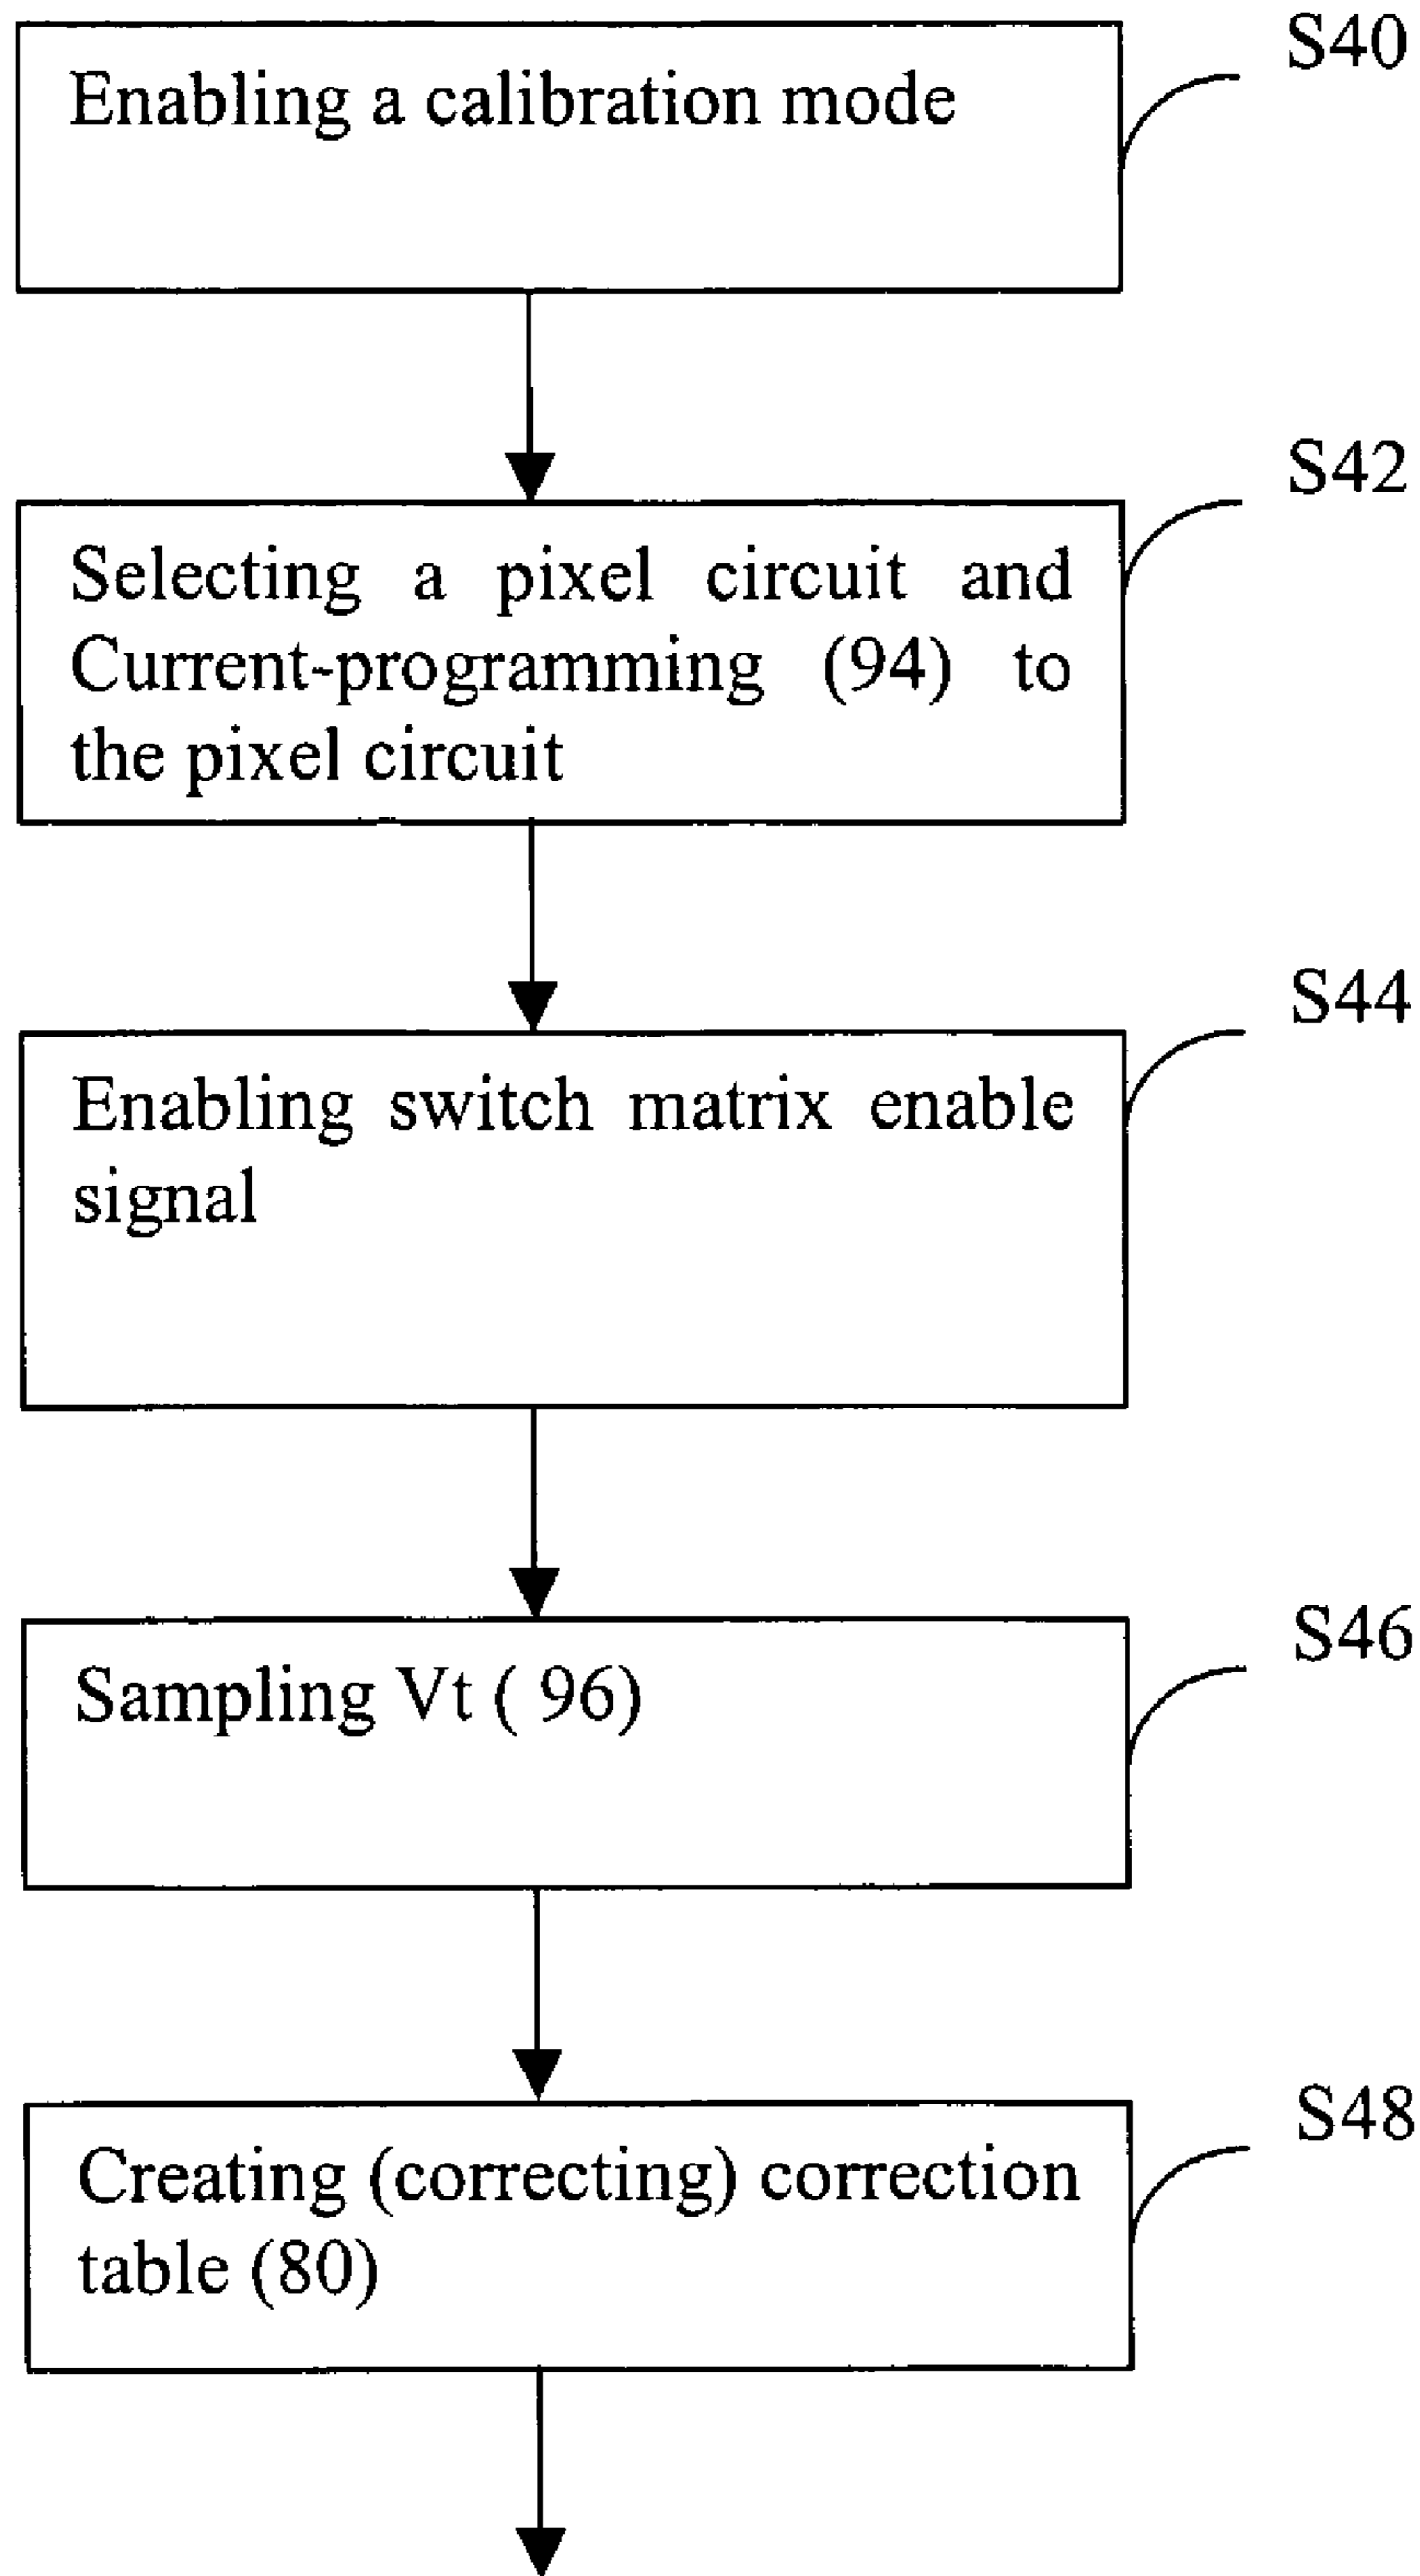 S40
Enabling a calibration mode
S42
Selecting a pixel circuit and
Current-programming (94) to
the pixel circuit
S44
Enabling switch matrix enable
signal
S46
Sampling Vt ( 96)
S48
Creating (correcting) correction
table (80)